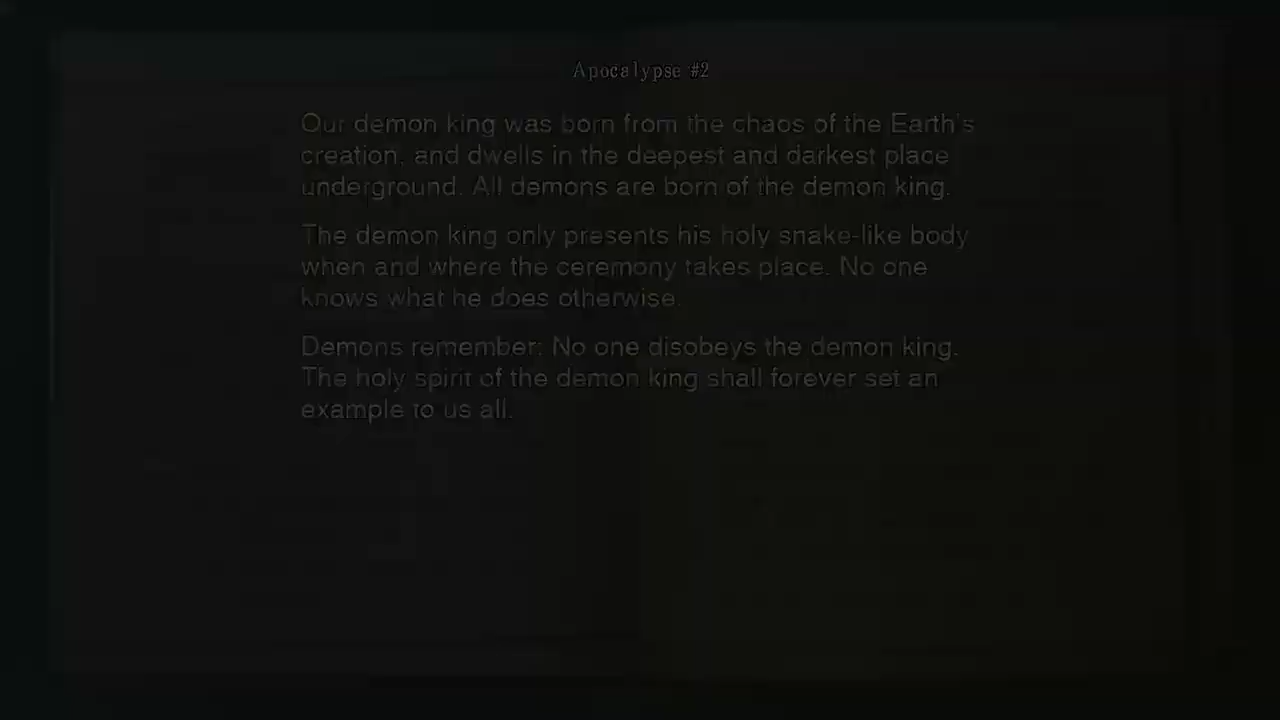 Apocalypse #2
Our demon king was born from the chaos of the Earth's
creation, and dwells in the deepest and darkest place
underground. All demons are born of the demon king.
The demon king only presents his holy snake-like body
when and where the ceremony takes place. No one
knows what he does otherwise.
Demons remember: No one disobeys the demon king.
The holy spirit of the demon king shall forever set an
example to us all.